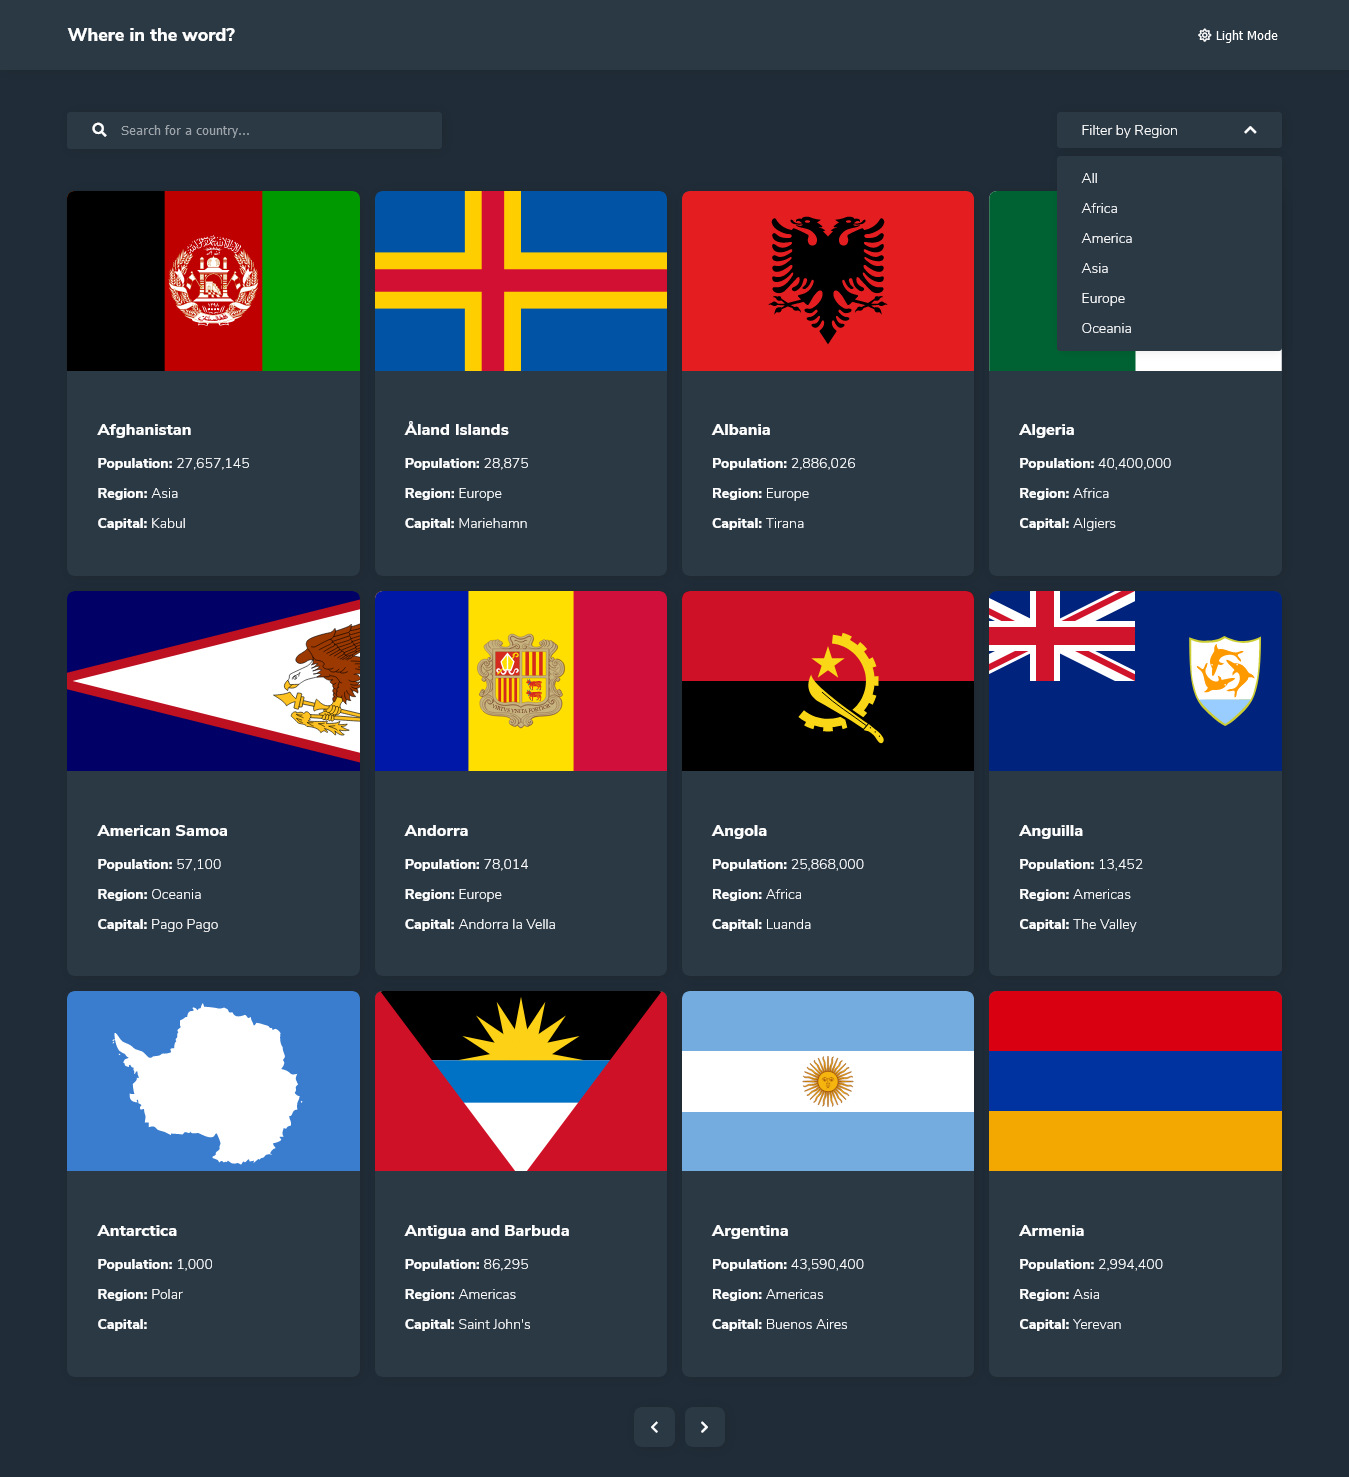 Where in the word?
Light Mode
Search for a country...
Filter by Region
All
Africa
America
Asia
Europe
Oceania
Afghanistan
Population: 27,657,145
Region: Asia
Capital: Kabul
Åland Islands
Population: 28,875
Region: Europe
Capital: Mariehamn
Albania
Population: 2,886,026
Region: Europe
Capital: Tirana
Algeria
Population: 40,400,000
Region: Africa
Capital: Algiers
American Samoa
Population: 57,100
Region: Oceania
Capital: Pago Pago
VIRTVS VNITA FORTIOR
Andorra
Population: 78,014
Region: Europe
Capital: Andorra la Vella
Angola
Population: 25,868,000
Region: Africa
Capital: Luanda
Anguilla
Population: 13,452
Region: Americas
Capital: The Valley
Antarctica
Population: 1,000
Region: Polar
Capital:
Antigua and Barbuda
Population: 86,295
Region: Americas
Capital: Saint John's
Argentina
Population: 43,590,400
Region: Americas
Capital: Buenos Aires
Armenia
Population: 2,994,400
Region: Asia
Capital: Yerevan